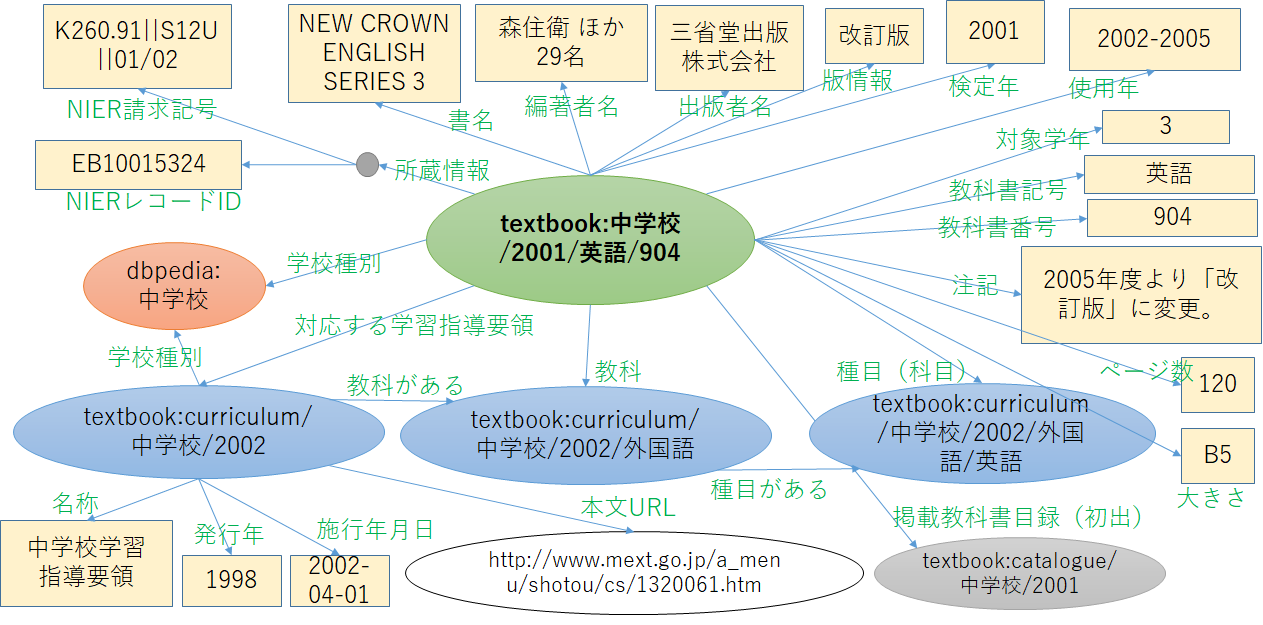 K260.91||S12U
||01/02
NEW CROWN
ENGLISH
SERIES 3
森住衛 ほか
29名
三省堂出版
株式会社
改訂版
2001
2002-2005
NIER請求記号
書名
編著者名
出版者名
版情報
検定年
使用年
対象学年
3
EB10015324
NIERレコードID
所蔵情報
教科書記号
英語
教科書番号
904
textbook:中学校
/2001/英語/904
dbpedia:
中学校
学校種別
注記
2005年度より「改
訂版」に変更。
対応する学習指導要領
学校種別
教科がある
教科
種目（科目）
ページ数
120
textbook:curriculum/
中学校/2002
textbook:curriculum/
中学校/2002/外国語
textbook:curriculum
/中学校/2002/外国
語/英語
B5
大きさ
種目がある
名称
発行年
施行年月日
本文URL
掲載教科書目録（初出）
中学校学習
指導要領
1998
2002-
04-01
http://www.mext.go.jp/a_men
u/shotou/cs/1320061.htm
textbook:catalogue/
中学校/2001